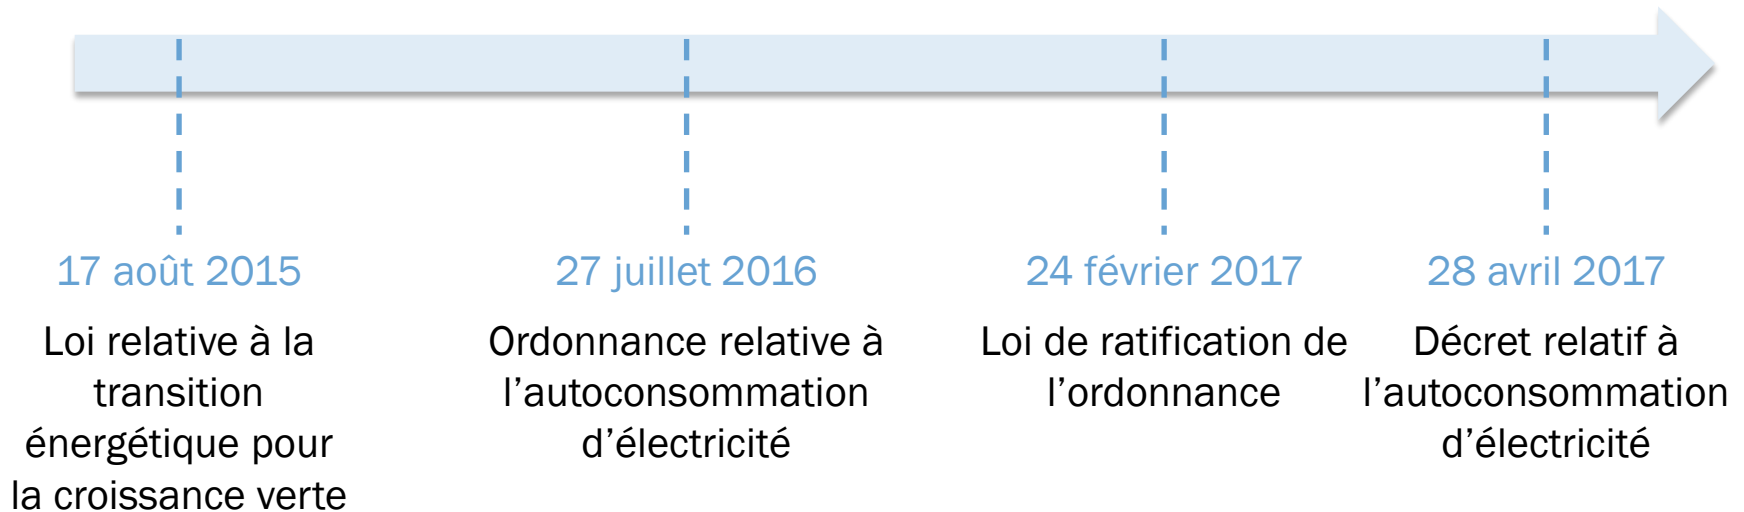 17 août 2015
Loi relative à la
transition
énergétique pour
la croissance verte
27 juillet 2016
Ordonnance relative à
l’autoconsommation
d’électricité
24 février 2017
Loi de ratification de
l’ordonnance
28 avril 2017
Décret relatif à
l’autoconsommation
d’électricité